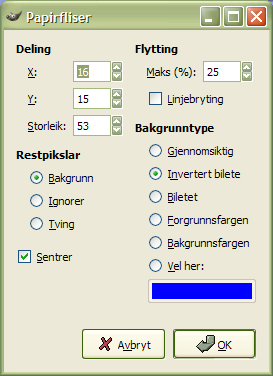 Papirfliser
Deling
X: 16
Y: 15
Storleik: 53
Restpikslar
Bakgrunn
Ignorer
Tving
Sentrer
Flytting
Maks (%): 25
Linjebryting
Bakgrunntype
Gjennomsiktig
Invertert bilete
Biletet
Forgrunnsfargen
Bakgrunnsfargen
Vel her:
Avbryt
OK